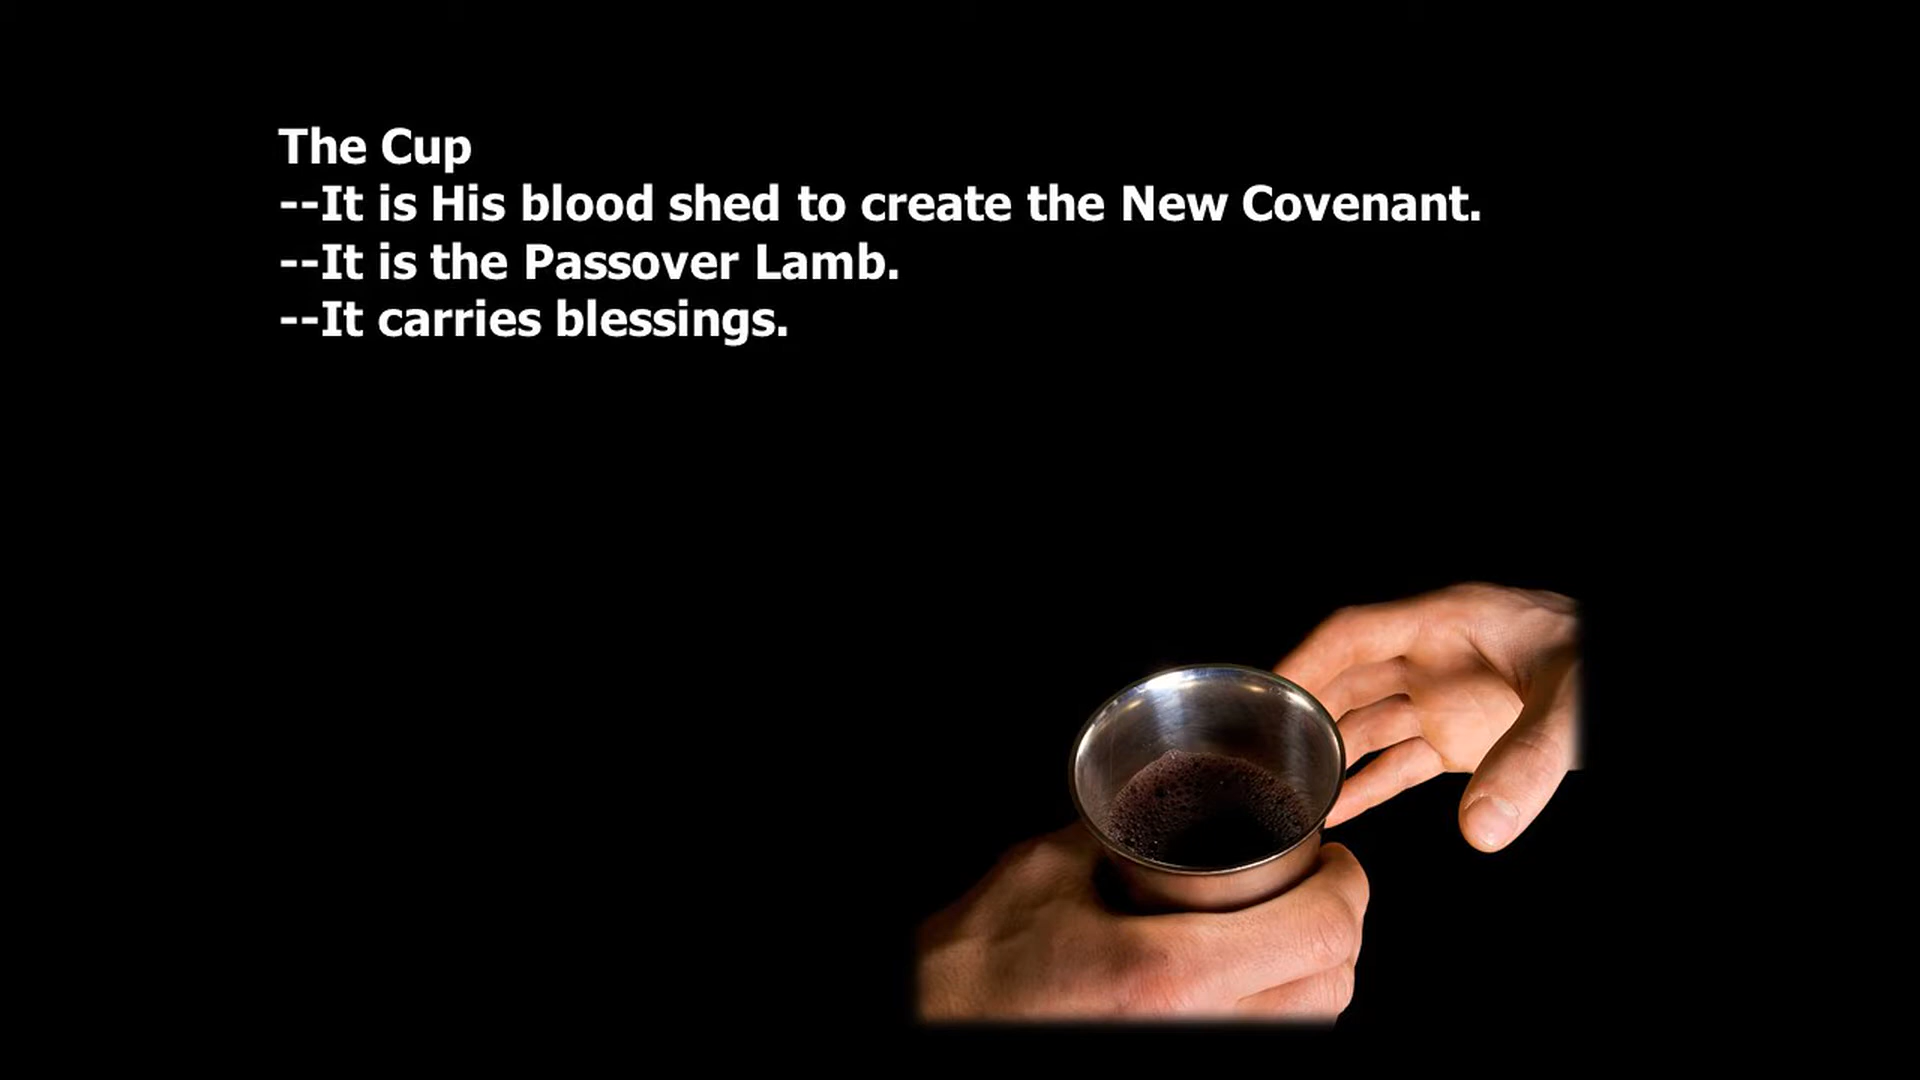 The Cup
--It is His blood shed to create the New Covenant.
--It is the Passover Lamb.
--It carries blessings.